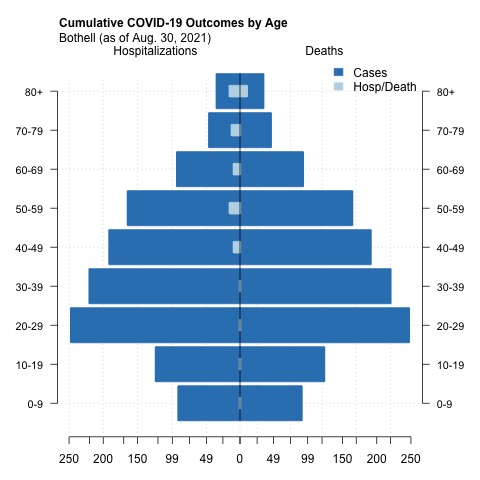 Cumulative COVID-19 Outcomes by Age
Bothell (as of Aug. 30, 2021)
Hospitalizations Deaths
Cases
Hosp/Death
80+ 80+
70-79 70-79
60-69 60-69
50-59 50-59
40-49 40-49
30-39 30-39
20-29 20-29
10-19 10-19
0-9 0-9
250 200 150 99 49 0 49 99 150 200 250